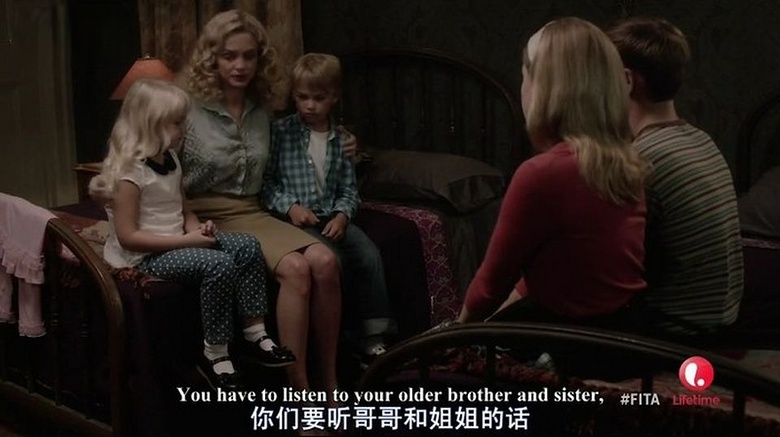 You have to listen to your older brother and sister,
你们要听哥哥和姐姐的话
#FITA
Lifetime